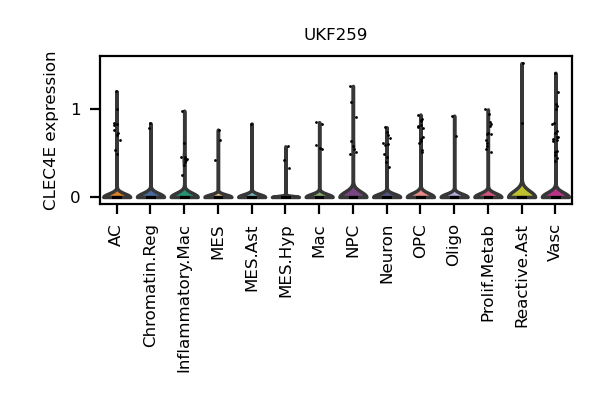 UKF259
CLEC4E expression
1
0
AC
Chromatin.Reg
Inflammatory.Mac
MES
MES.Ast
MES.Hyp
Mac
NPC
Neuron
OPC
Oligo
Prolif.Metab
Reactive.Ast
Vasc